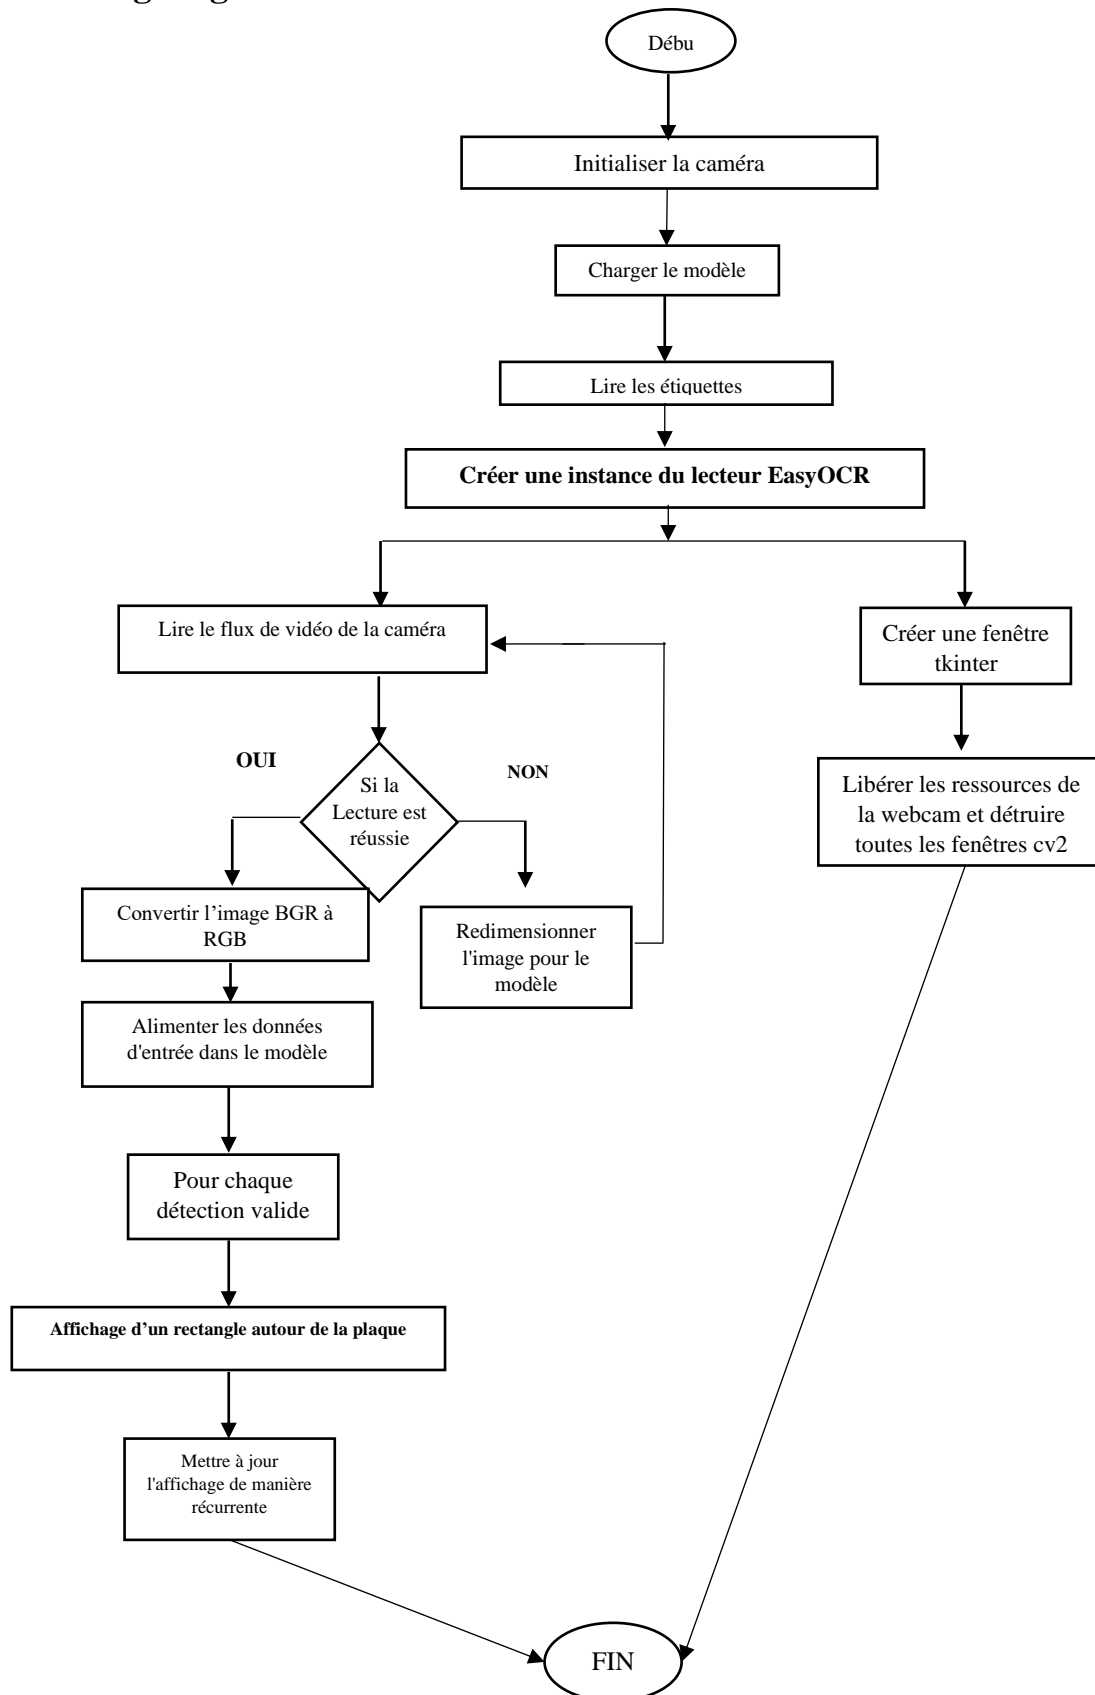 Débu
Initialiser la caméra
Charger le modèle
Lire les étiquettes
Créer une instance du lecteur EasyOCR
Lire le flux de vidéo de la caméra
Créer une fenêtre
tkinter
OUI
NON
Si la
Lecture est
réussie
Libérer les ressources de
la webcam et détruire
toutes les fenêtres cv2
Convertir l’image BGR à
RGB
Redimensionner
l'image pour le
modèle
Alimenter les données
d'entrée dans le modèle
Pour chaque
détection valide
Affichage d’un rectangle autour de la plaque
Mettre à jour
l'affichage de manière
récurrente
FIN